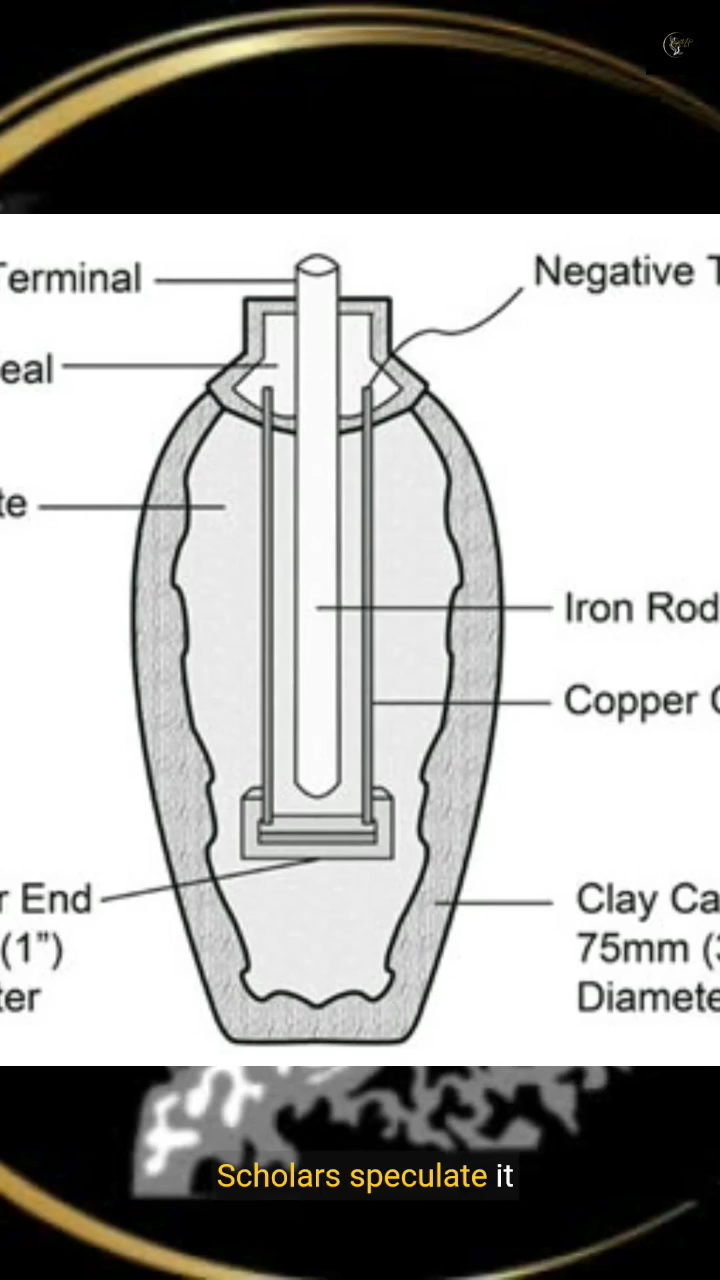 Terminal
Negative T
eal
te
Iron Rod
Copper C
r End
(1”)
ter
Clay Ca
75mm (3
Diamete
Scholars speculate it